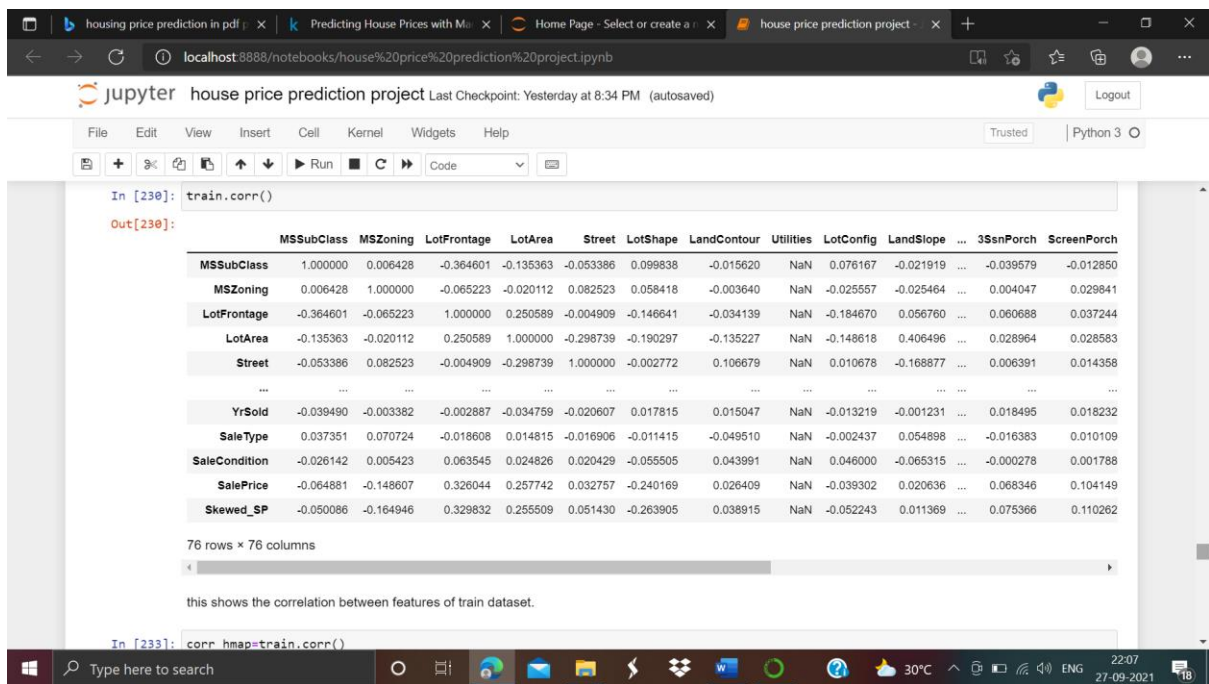 housing price prediction in pdf p
Predicting House Prices with Ma
Home Page - Select or create a n
house price prediction project - J
localhost:8888/notebooks/house%20price%20prediction%20project.ipynb
jupyter house price prediction project Last Checkpoint: Yesterday at 8:34 PM (autosaved)
Logout
File Edit View Insert Cell Kernel Widgets Help
Trusted Python 3
Run Code
In [230]: train.corr()
Out[230]:
MSSubClass MSZoning LotFrontage LotArea Street LotShape LandContour Utilities LotConfig LandSlope ... 3SsnPorch ScreenPorch
MSSubClass 1.000000 0.006428 -0.364601 -0.135363 -0.053386 0.099838 -0.015620 NaN 0.076167 -0.021919 ... -0.039579 -0.012850
MSZoning 0.006428 1.000000 -0.065223 -0.020112 0.082523 0.058418 -0.003640 NaN -0.025557 -0.025464 ... 0.004047 0.029841
LotFrontage -0.364601 -0.065223 1.000000 0.250589 -0.004909 -0.146641 -0.034139 NaN -0.184670 0.056760 ... 0.060688 0.037244
LotArea -0.135363 -0.020112 0.250589 1.000000 -0.298739 -0.190297 -0.135227 NaN -0.148618 0.406496 ... 0.028964 0.028583
Street -0.053386 0.082523 -0.004909 -0.298739 1.000000 -0.002772 0.106679 NaN 0.010678 -0.168877 ... 0.006391 0.014358
... ... ... ... ... ... ... ... ... ... ... ... ... ...
YrSold -0.039490 -0.003382 -0.002887 -0.034759 -0.020607 0.017815 0.015047 NaN -0.013219 -0.001231 ... 0.018495 0.018232
SaleType 0.037351 0.070724 -0.018608 0.014815 -0.016906 -0.011415 -0.049510 NaN -0.002437 0.054898 ... -0.016383 0.010109
SaleCondition -0.026142 0.005423 0.063545 0.024826 0.020429 -0.055505 0.043991 NaN 0.046000 -0.065315 ... -0.000278 0.001788
SalePrice -0.064881 -0.148607 0.326044 0.257742 0.032757 -0.240169 0.026409 NaN -0.039302 0.020636 ... 0.068346 0.104149
Skewed_SP -0.050086 -0.164946 0.329832 0.255509 0.051430 -0.263905 0.038915 NaN -0.052243 0.011369 ... 0.075366 0.110262
76 rows × 76 columns
this shows the correlation between features of train dataset.
In [233]: corr_hmap=train.corr()
Type here to search
30°C
ENG
22:07
27-09-2021
18